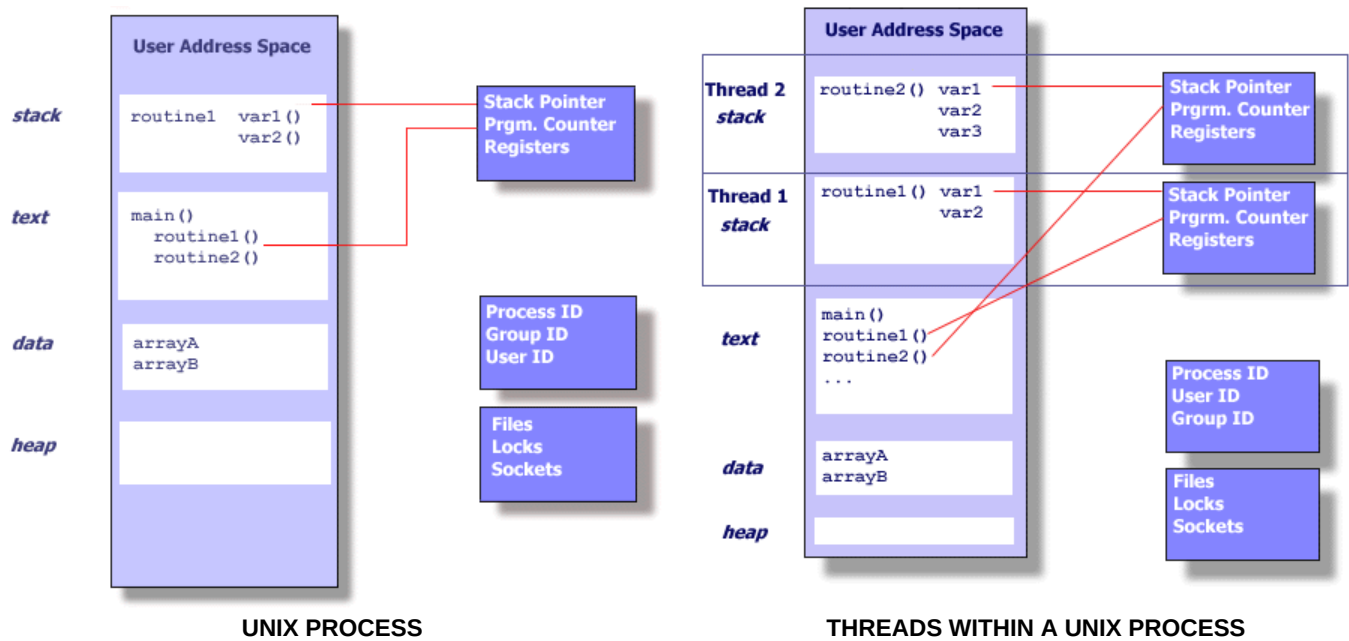 User Address Space
stack
routine1 var1()
var2()
Stack Pointer
Prgm. Counter
Registers
text
main()
routine1()
routine2()
data
arrayA
arrayB
Process ID
Group ID
User ID
heap
Files
Locks
Sockets
UNIX PROCESS
User Address Space
Thread 2
stack
routine2() var1
var2
var3
Stack Pointer
Prgrm. Counter
Registers
Thread 1
stack
routine1() var1
var2
Stack Pointer
Prgrm. Counter
Registers
text
main()
routine1()
routine2()
...
Process ID
User ID
Group ID
data
arrayA
arrayB
Files
Locks
Sockets
heap
THREADS WITHIN A UNIX PROCESS